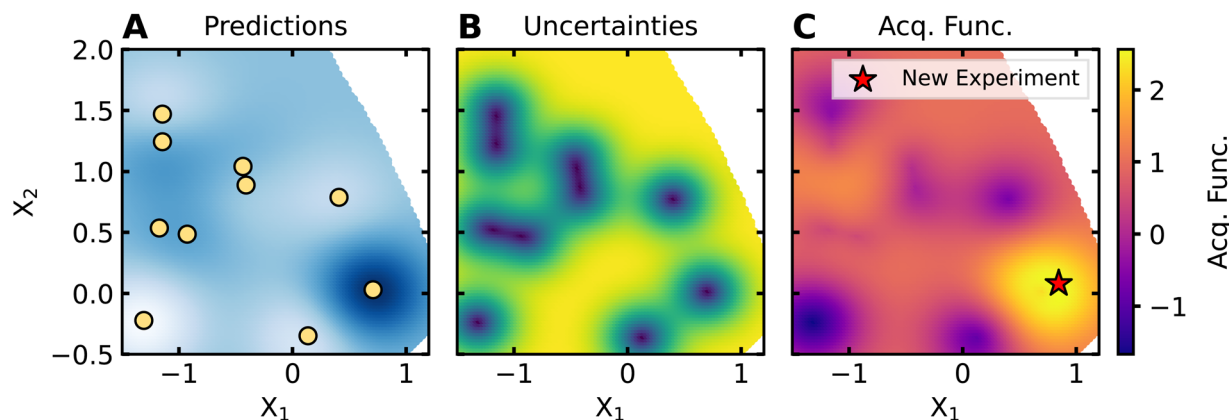 A Predictions
B Uncertainties
C Acq. Func.
New Experiment
X2
2.0
1.5
1.0
0.5
0.0
−0.5
−1 0 1
−1 0 1
−1 0 1
X1
X1
X1
2
1
0
−1
Acq. Func.